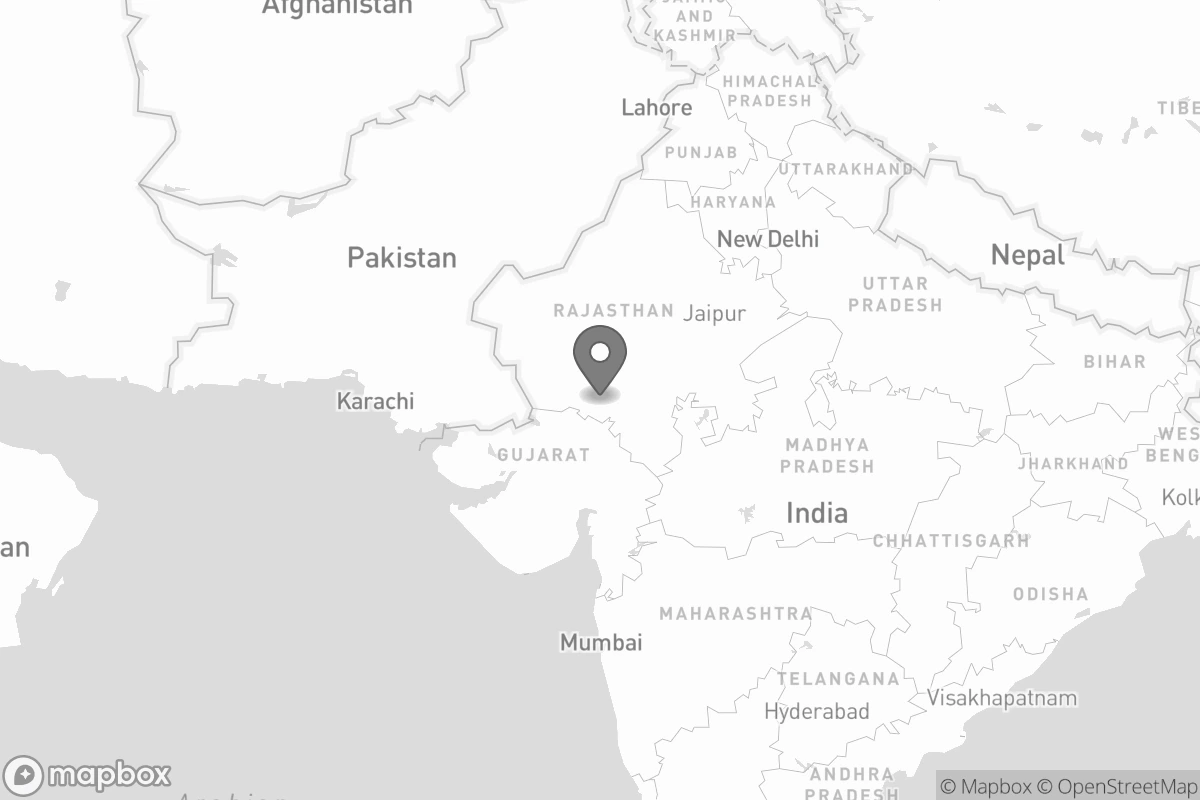 Afghanistan
JAMMU
AND
KASHMIR
HIMACHAL
PRADESH
Lahore
TIBE
PUNJAB
UTTARAKHAND
HARYANA
New Delhi
Nepal
Pakistan
UTTAR
PRADESH
RAJASTHAN
Jaipur
BIHAR
Karachi
WES
BENG
MADHYA
PRADESH
GUJARAT
JHARKHAND
Kolk
India
CHHATTISGARH
an
ODISHA
MAHARASHTRA
Mumbai
TELANGANA
Visakhapatnam
Hyderabad
mapbox
ANDHRA
PRADESH
© Mapbox © OpenStreetMap
Arabian